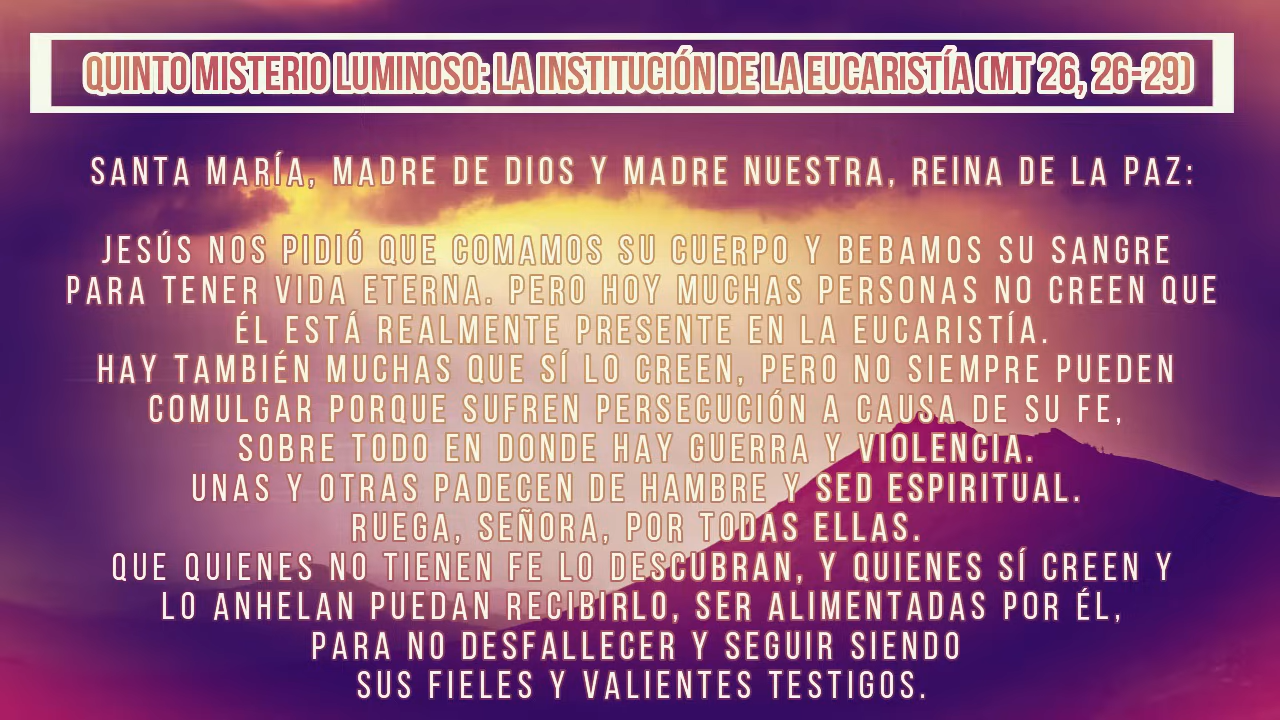 QUINTO MISTERIO LUMINOSO: LA INSTITUCIÓN DE LA EUCARISTÍA (MT 26, 26-29)
SANTA MARÍA, MADRE DE DIOS Y MADRE NUESTRA, REINA DE LA PAZ:
JESÚS NOS PIDIÓ QUE COMAMOS SU CUERPO Y BEBAMOS SU SANGRE
PARA TENER VIDA ETERNA. PERO HOY MUCHAS PERSONAS NO CREEN QUE
ÉL ESTÁ REALMENTE PRESENTE EN LA EUCARISTÍA.
HAY TAMBIÉN MUCHAS QUE SÍ LO CREEN, PERO NO SIEMPRE PUEDEN
COMULGAR PORQUE SUFREN PERSECUCIÓN A CAUSA DE SU FE,
SOBRE TODO EN DONDE HAY GUERRA Y VIOLENCIA.
UNAS Y OTRAS PADECEN DE HAMBRE Y SED ESPIRITUAL.
RUEGA, SEÑORA, POR TODAS ELLAS.
QUE QUIENES NO TIENEN FE LO DESCUBRAN, Y QUIENES SÍ CREEN Y
LO ANHELAN PUEDAN RECIBIRLO, SER ALIMENTADAS POR ÉL,
PARA NO DESFALLECER Y SEGUIR SIENDO
SUS FIELES Y VALIENTES TESTIGOS.